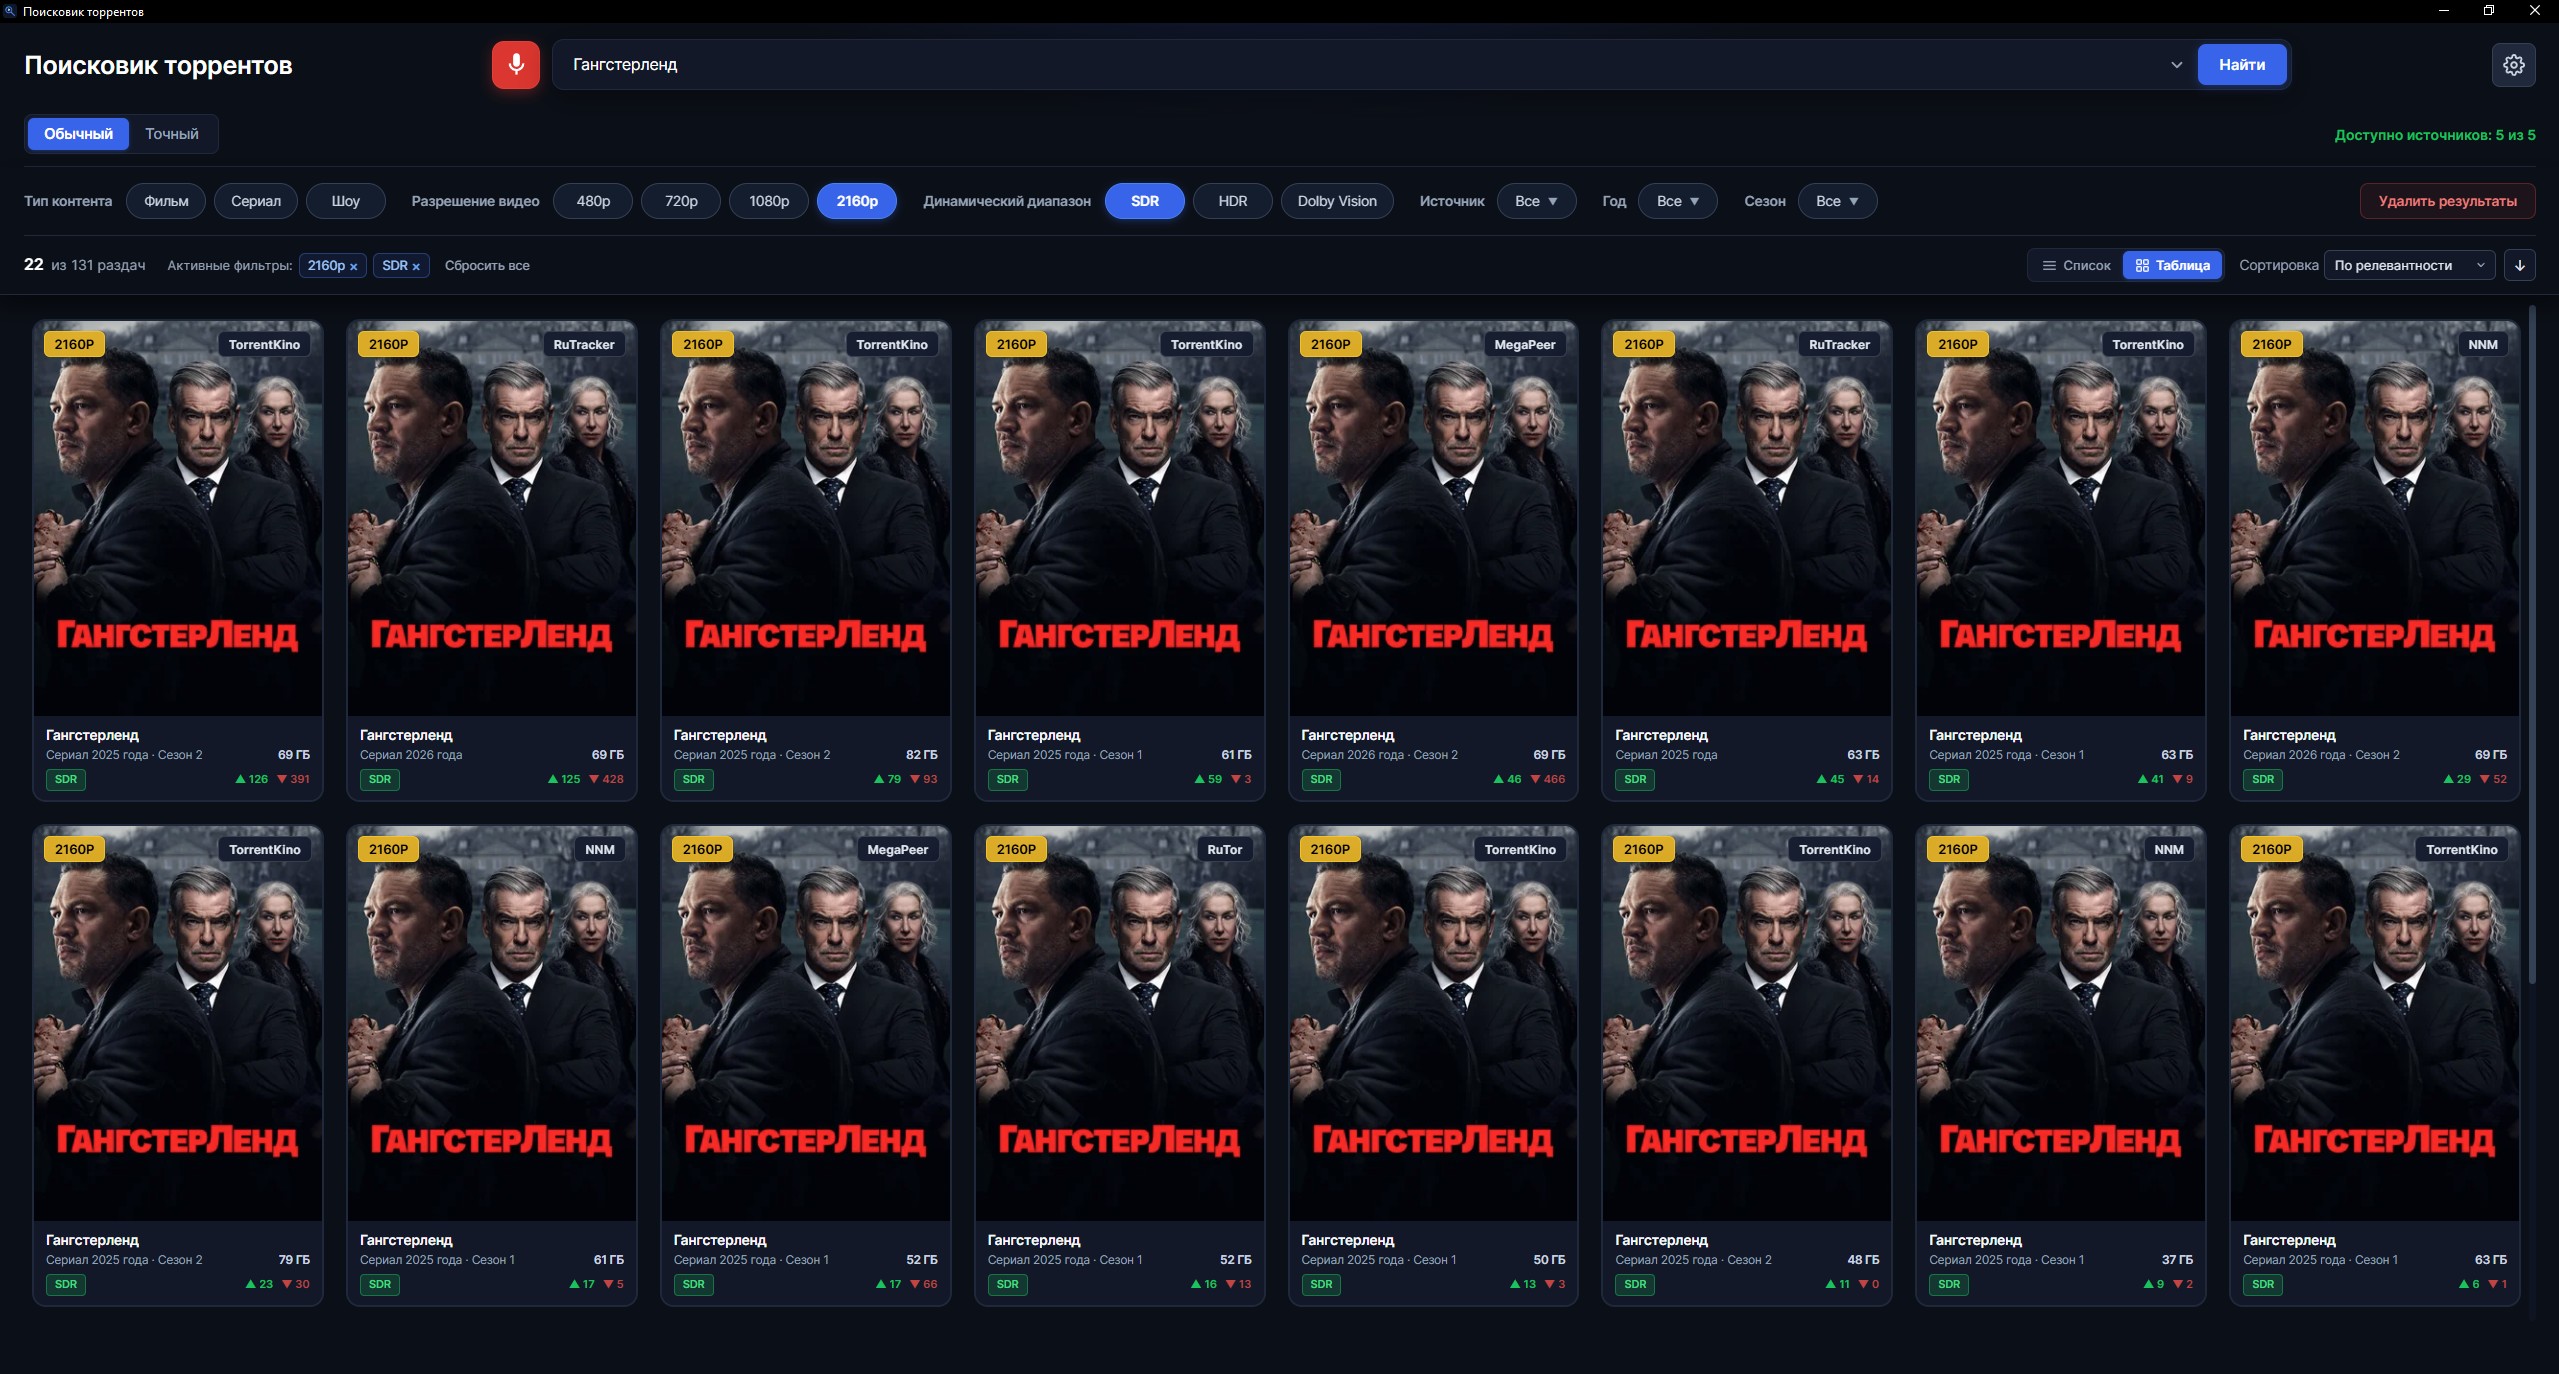 Поисковик торрентов
Поисковик торрентов
Гангстерленд
Найти
Обычный Точный
Доступно источников: 5 из 5
Тип контента Фильм Сериал Шоу Разрешение видео 480p 720p 1080p 2160p Динамический диапазон SDR HDR Dolby Vision Источник Все Год Все Сезон Все Удалить результаты
22 из 131 раздач Активные фильтры: 2160p × SDR × Сбросить все Список Таблица Сортировка По релевантности
2160P TorrentKino
ГангстерЛенд
Гангстерленд
Сериал 2025 года · Сезон 2 69 ГБ
SDR ▲ 126 ▼ 391
2160P RuTracker
ГангстерЛенд
Гангстерленд
Сериал 2026 года 69 ГБ
SDR ▲ 125 ▼ 428
2160P TorrentKino
ГангстерЛенд
Гангстерленд
Сериал 2025 года · Сезон 2 82 ГБ
SDR ▲ 79 ▼ 93
2160P TorrentKino
ГангстерЛенд
Гангстерленд
Сериал 2025 года · Сезон 1 61 ГБ
SDR ▲ 59 ▼ 3
2160P MegaPeer
ГангстерЛенд
Гангстерленд
Сериал 2026 года · Сезон 2 69 ГБ
SDR ▲ 46 ▼ 466
2160P RuTracker
ГангстерЛенд
Гангстерленд
Сериал 2025 года 63 ГБ
SDR ▲ 45 ▼ 14
2160P TorrentKino
ГангстерЛенд
Гангстерленд
Сериал 2025 года · Сезон 1 63 ГБ
SDR ▲ 41 ▼ 9
2160P NNM
ГангстерЛенд
Гангстерленд
Сериал 2026 года · Сезон 2 69 ГБ
SDR ▲ 29 ▼ 52
2160P TorrentKino
ГангстерЛенд
Гангстерленд
Сериал 2025 года · Сезон 2 79 ГБ
SDR ▲ 23 ▼ 30
2160P NNM
ГангстерЛенд
Гангстерленд
Сериал 2025 года · Сезон 1 61 ГБ
SDR ▲ 17 ▼ 5
2160P MegaPeer
ГангстерЛенд
Гангстерленд
Сериал 2025 года · Сезон 1 52 ГБ
SDR ▲ 17 ▼ 66
2160P RuTor
ГангстерЛенд
Гангстерленд
Сериал 2025 года · Сезон 1 52 ГБ
SDR ▲ 16 ▼ 13
2160P TorrentKino
ГангстерЛенд
Гангстерленд
Сериал 2025 года · Сезон 1 50 ГБ
SDR ▲ 13 ▼ 3
2160P TorrentKino
ГангстерЛенд
Гангстерленд
Сериал 2025 года · Сезон 2 48 ГБ
SDR ▲ 11 ▼ 0
2160P NNM
ГангстерЛенд
Гангстерленд
Сериал 2025 года · Сезон 1 37 ГБ
SDR ▲ 9 ▼ 2
2160P TorrentKino
ГангстерЛенд
Гангстерленд
Сериал 2025 года · Сезон 1 63 ГБ
SDR ▲ 6 ▼ 1